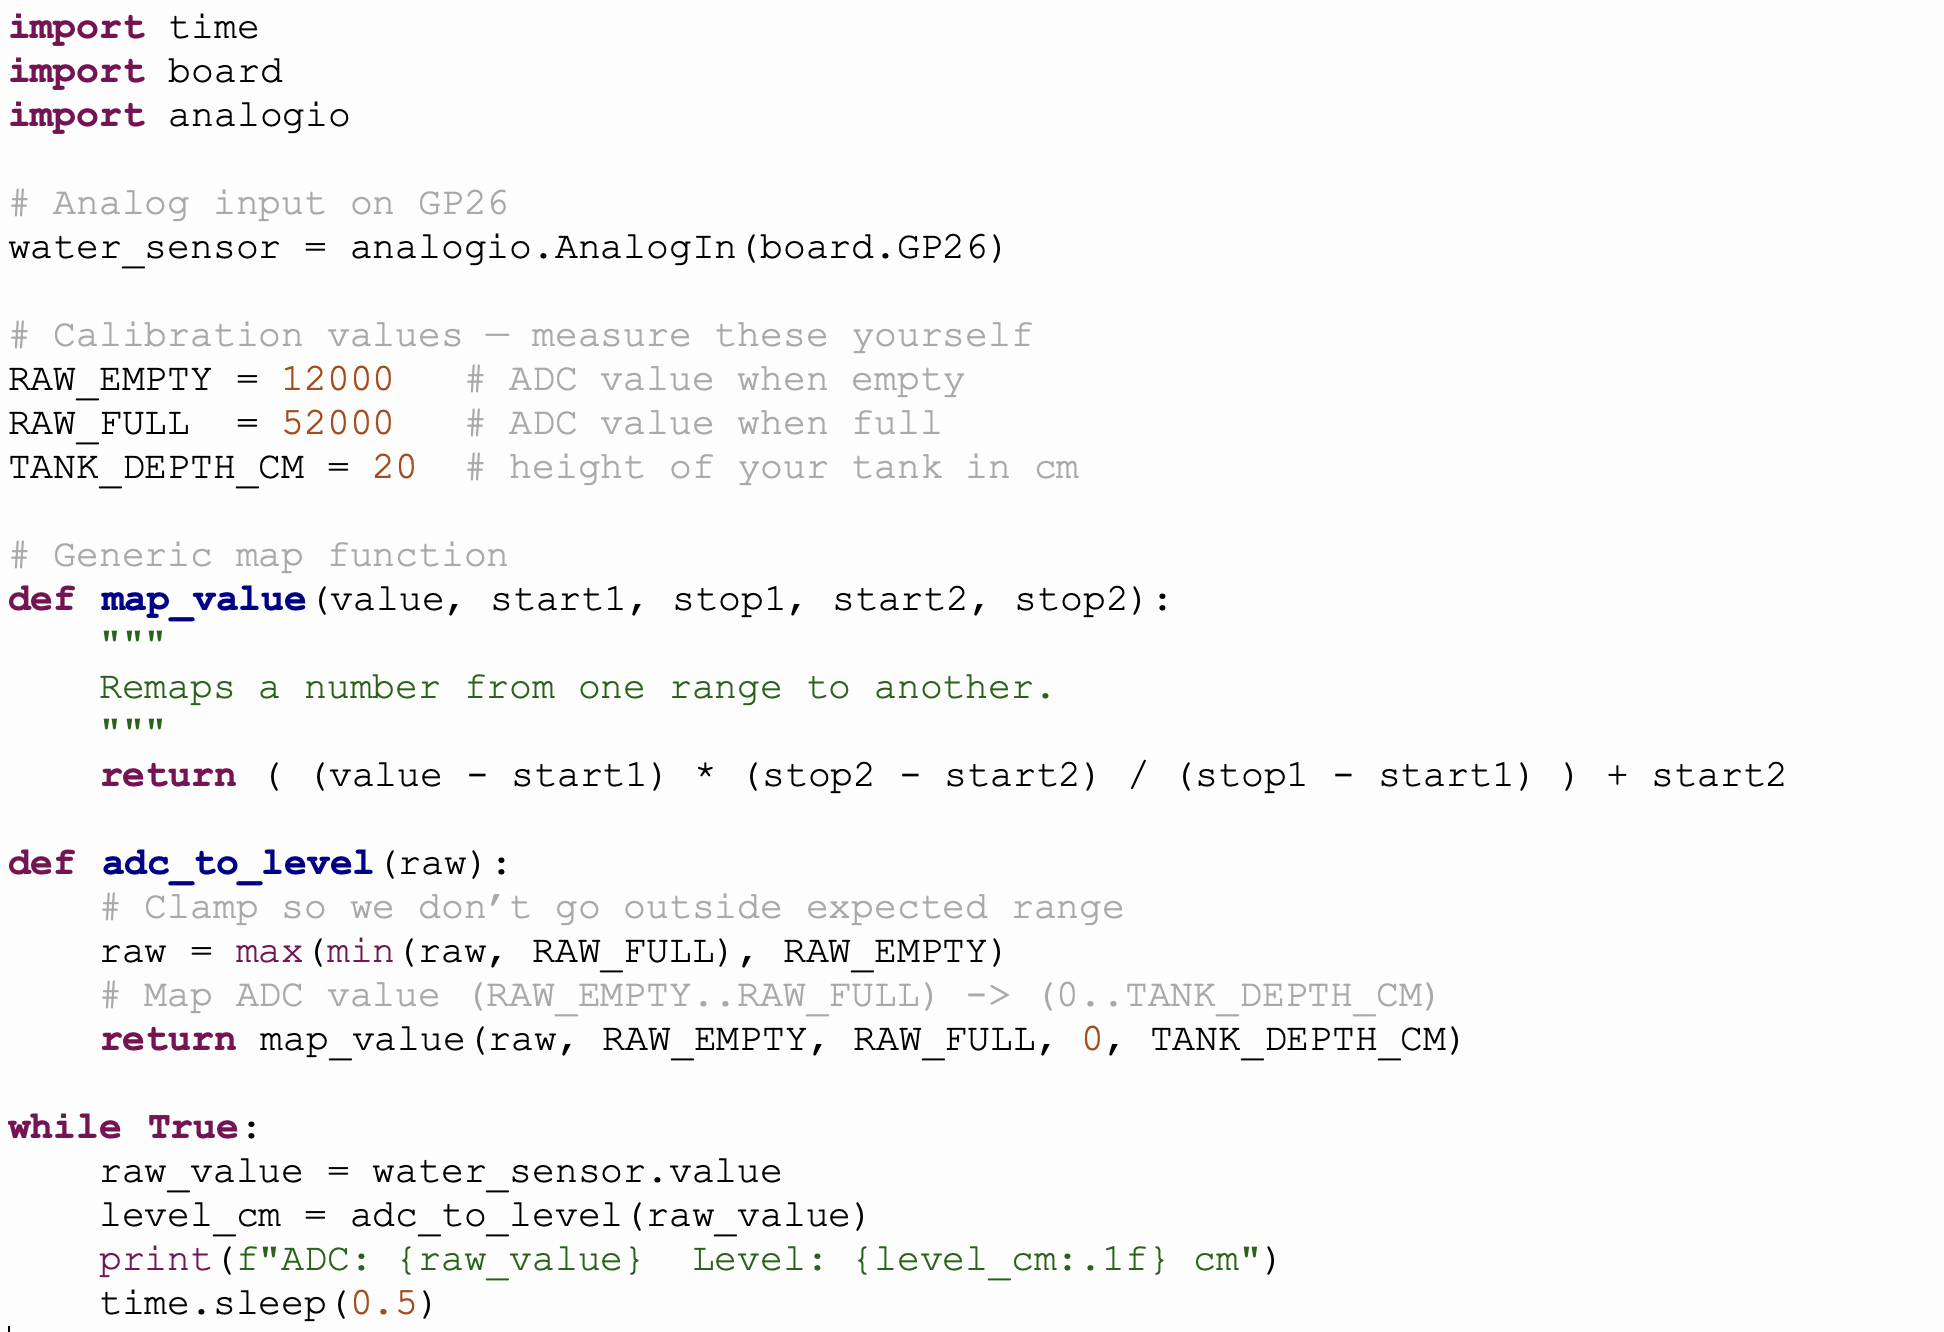 import time
import board
import analogio

# Analog input on GP26
water_sensor = analogio.AnalogIn(board.GP26)

# Calibration values — measure these yourself
RAW_EMPTY = 12000   # ADC value when empty
RAW_FULL  = 52000   # ADC value when full
TANK_DEPTH_CM = 20  # height of your tank in cm

# Generic map function
def map_value(value, start1, stop1, start2, stop2):
    """
    Remaps a number from one range to another.
    """
    return ( (value - start1) * (stop2 - start2) / (stop1 - start1) ) + start2

def adc_to_level(raw):
    # Clamp so we don’t go outside expected range
    raw = max(min(raw, RAW_FULL), RAW_EMPTY)
    # Map ADC value (RAW_EMPTY..RAW_FULL) -> (0..TANK_DEPTH_CM)
    return map_value(raw, RAW_EMPTY, RAW_FULL, 0, TANK_DEPTH_CM)

while True:
    raw_value = water_sensor.value
    level_cm = adc_to_level(raw_value)
    print(f"ADC: {raw_value}  Level: {level_cm:.1f} cm")
    time.sleep(0.5)